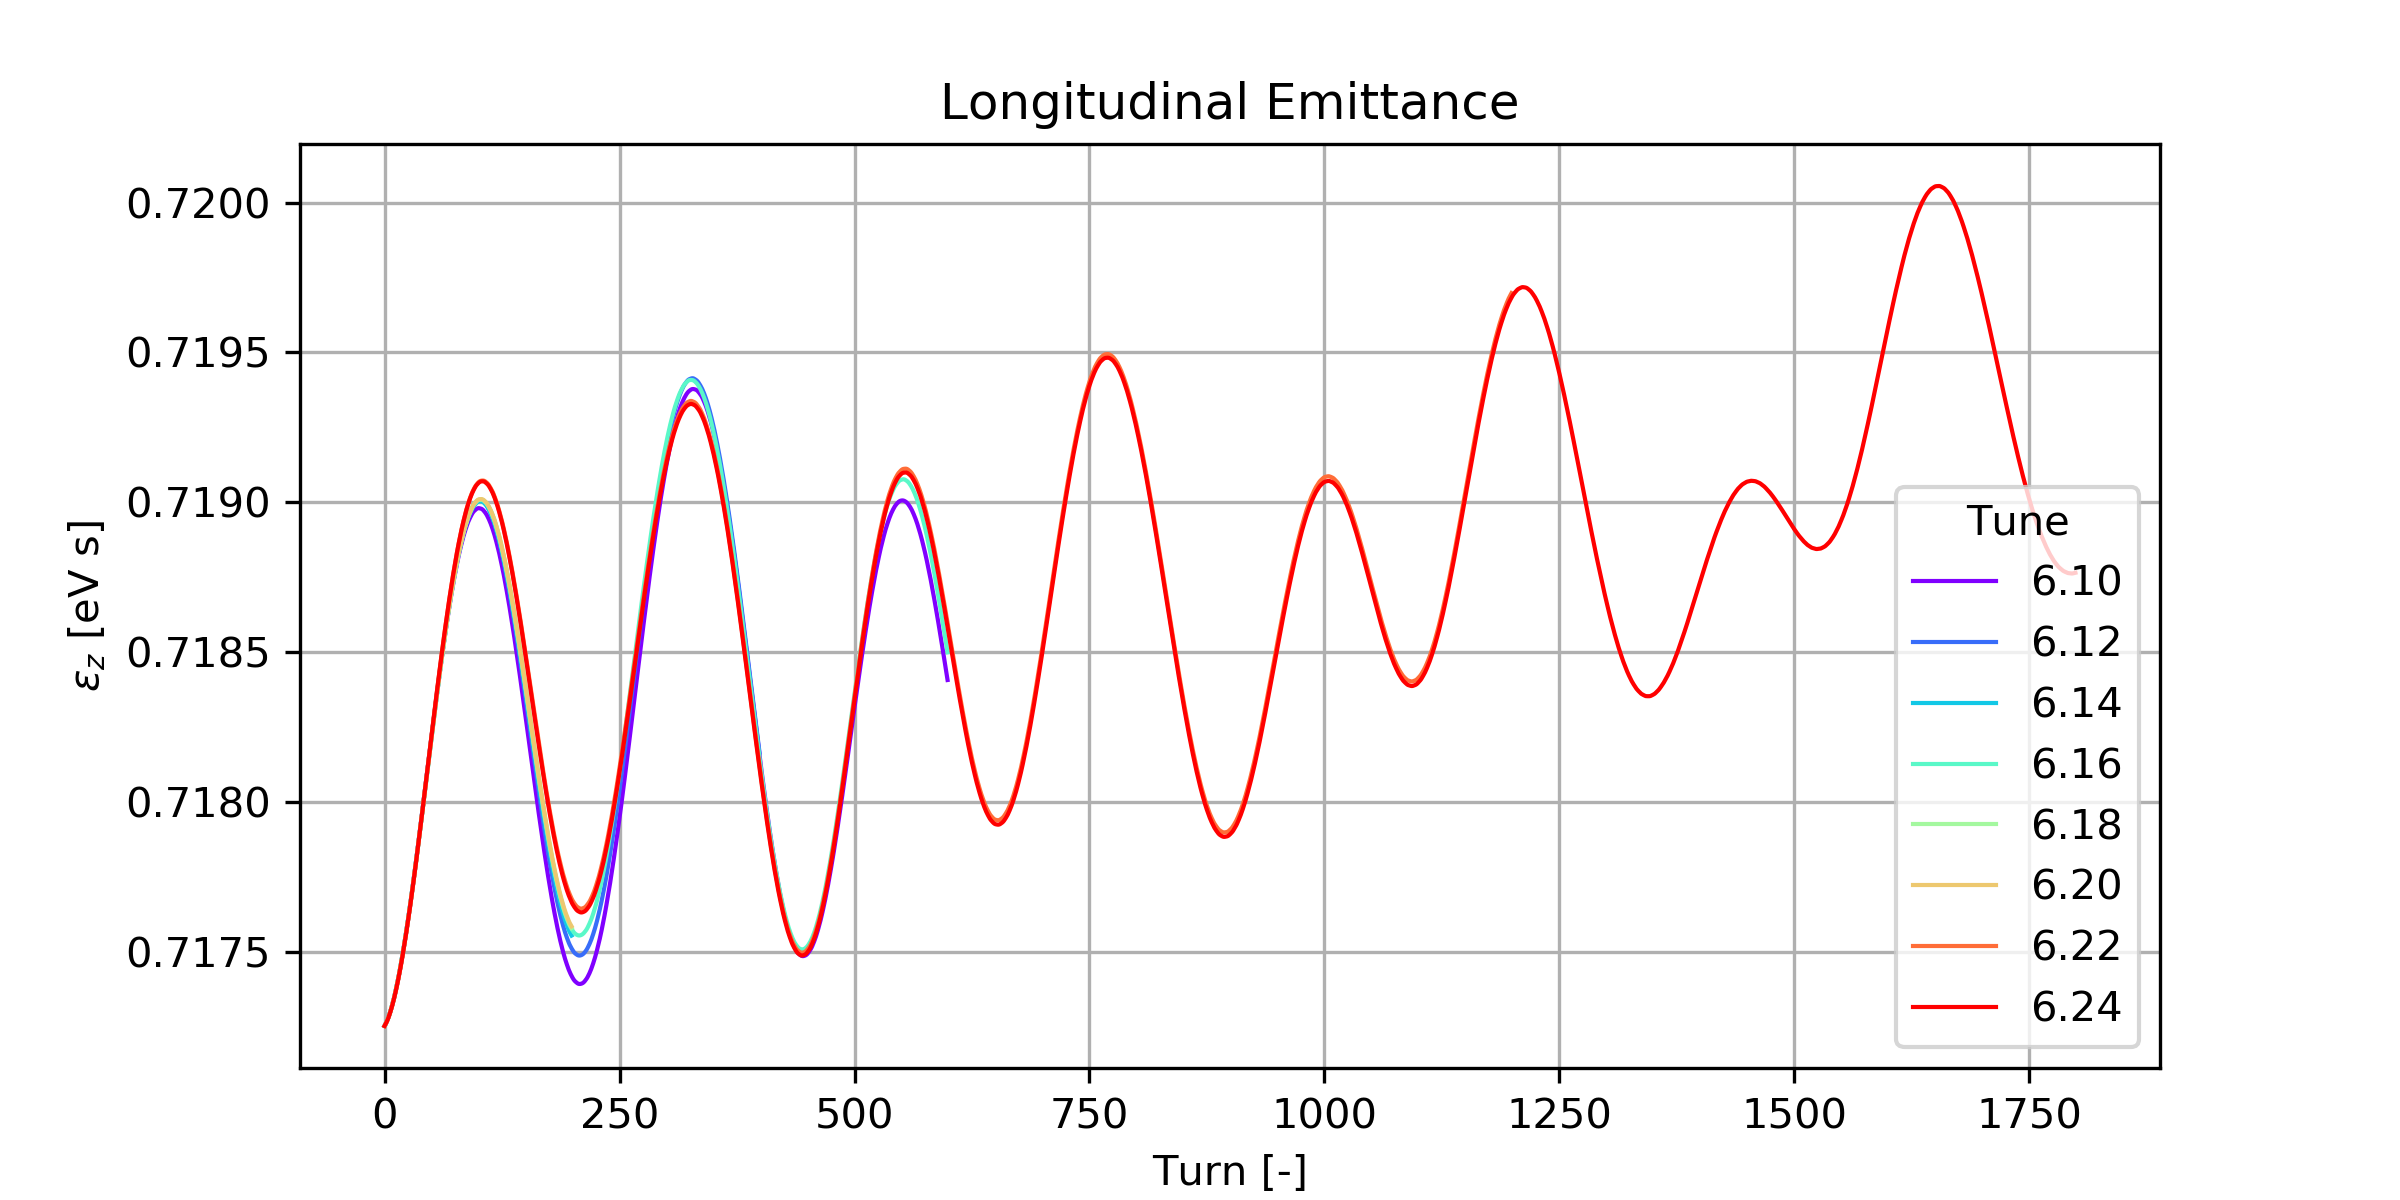 Longitudinal Emittance
0.7200
0.7195
0.7190
0.7185
0.7180
0.7175
ε_z [eV s]
0 250 500 750 1000 1250 1500 1750
Turn [-]
Tune
6.10
6.12
6.14
6.16
6.18
6.20
6.22
6.24